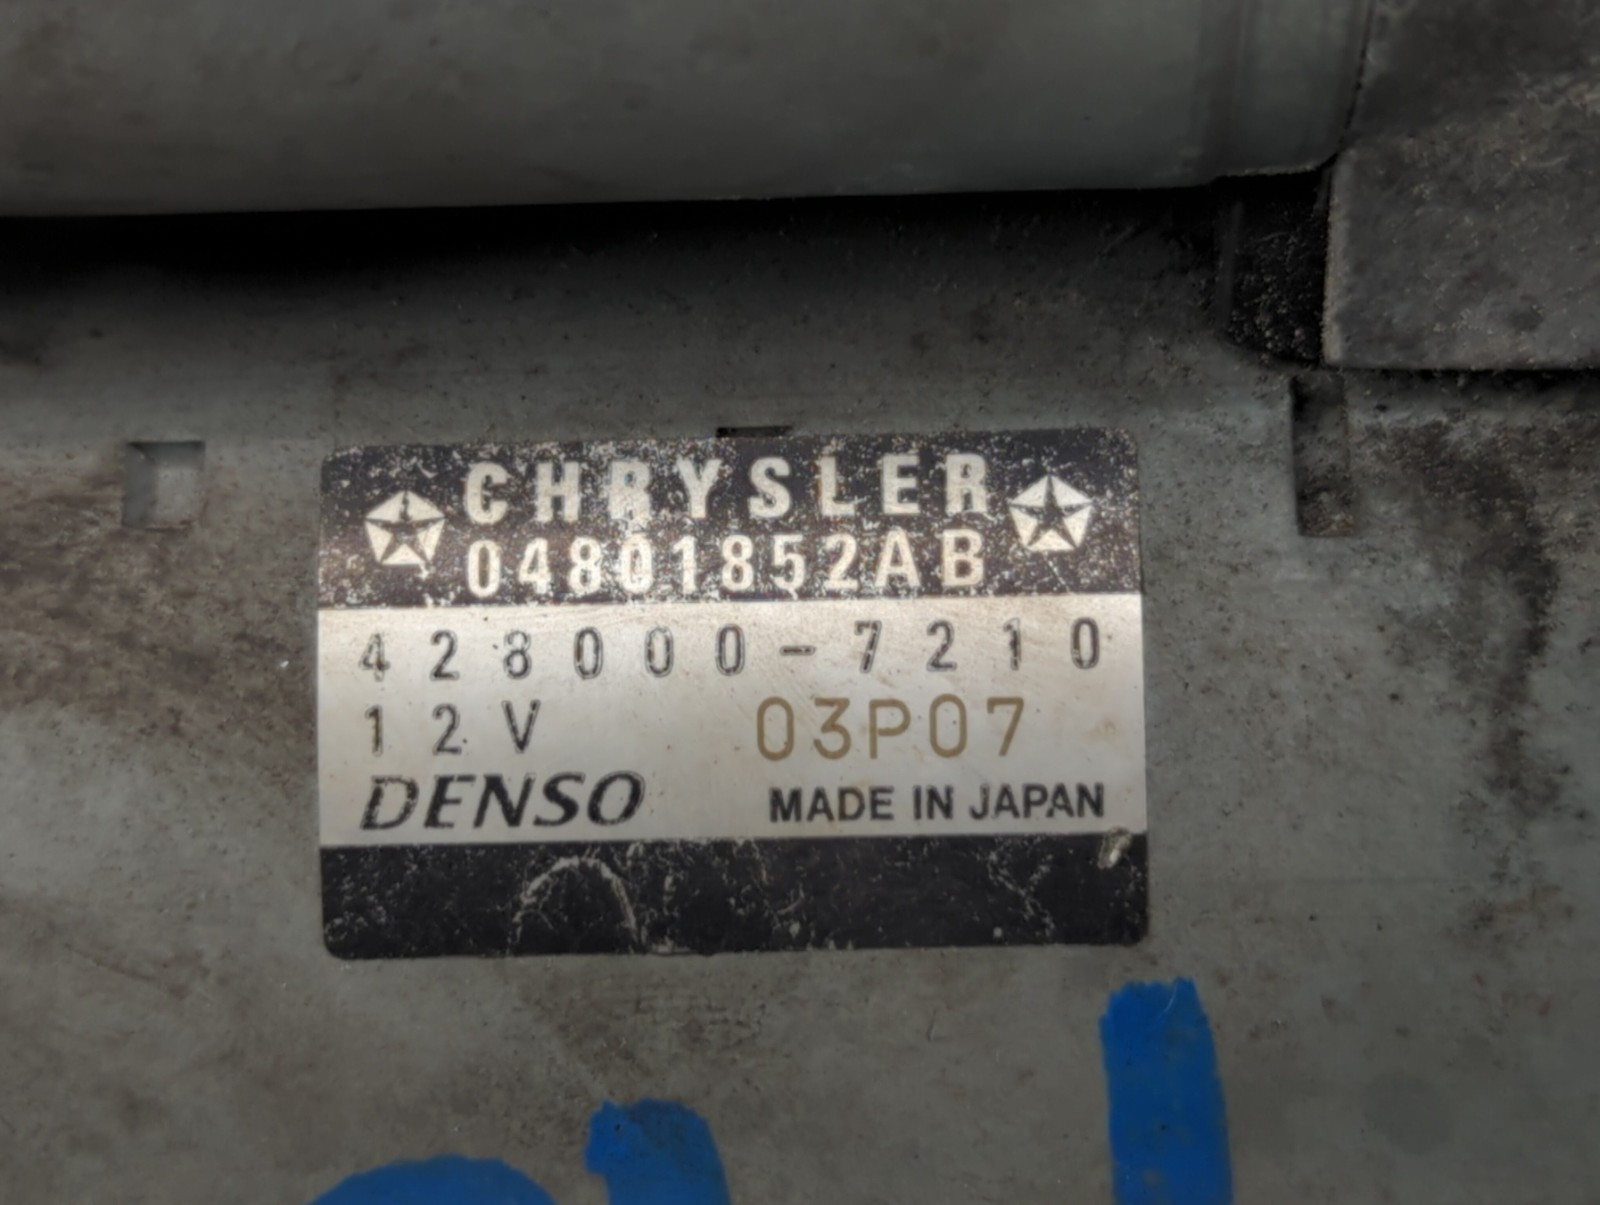 CHRYSLER
04801852AB
428000-7210
12V 03P07
DENSO MADE IN JAPAN